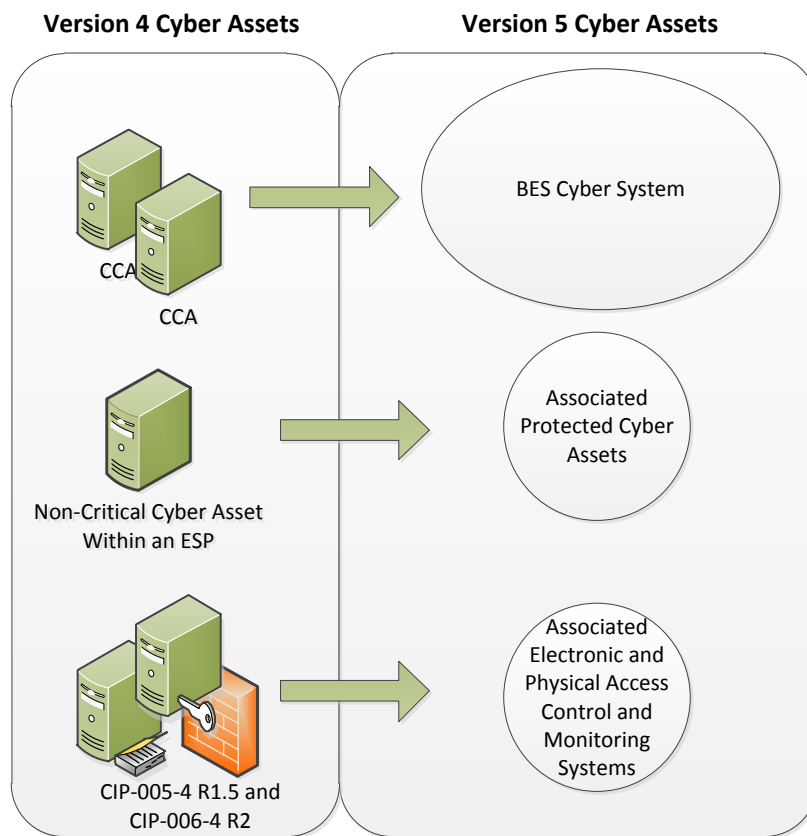 Version 4 Cyber Assets
Version 5 Cyber Assets
CCA
CCA
BES Cyber System
Non-Critical Cyber Asset
Within an ESP
Associated
Protected Cyber
Assets
CIP-005-4 R1.5 and
CIP-006-4 R2
Associated
Electronic and
Physical Access
Control and
Monitoring
Systems